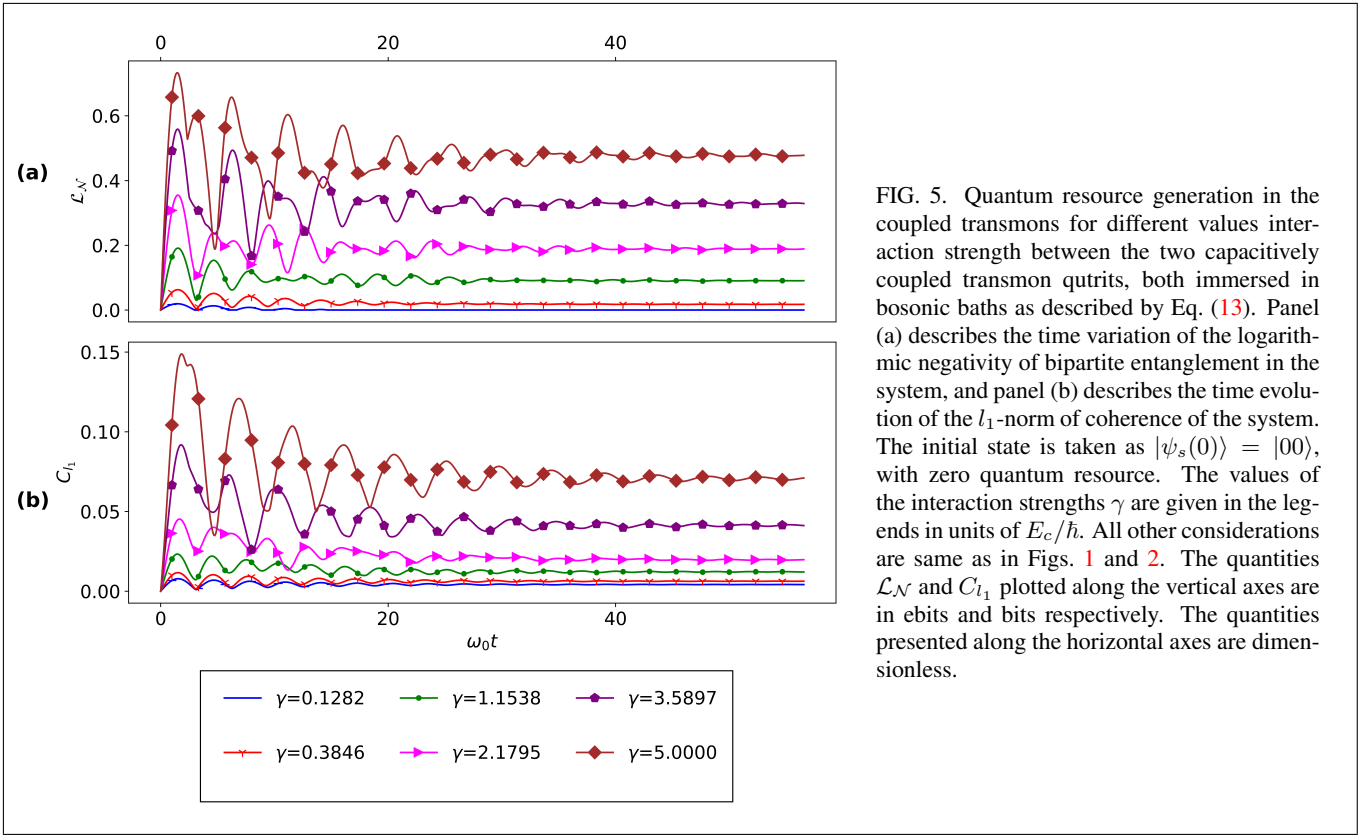 0 20 40
(a)
0.6
0.4
0.2
0.0
ℒ𝒩
(b)
0.15
0.10
0.05
0.00
C_{l_1}
0 20 40
ω₀t
γ=0.1282 γ=1.1538 γ=3.5897
γ=0.3846 γ=2.1795 γ=5.0000
FIG. 5. Quantum resource generation in the
coupled transmons for different values inter-
action strength between the two capacitively
coupled transmon qutrits, both immersed in
bosonic baths as described by Eq. (13). Panel
(a) describes the time variation of the logarith-
mic negativity of bipartite entanglement in the
system, and panel (b) describes the time evolu-
tion of the l₁-norm of coherence of the system.
The initial state is taken as |ψₛ(0)⟩ = |00⟩,
with zero quantum resource. The values of
the interaction strengths γ are given in the leg-
ends in units of E_c/ℏ. All other considerations
are same as in Figs. 1 and 2. The quantities
ℒ𝒩 and C_{l_1} plotted along the vertical axes are
in ebits and bits respectively. The quantities
presented along the horizontal axes are dimen-
sionless.